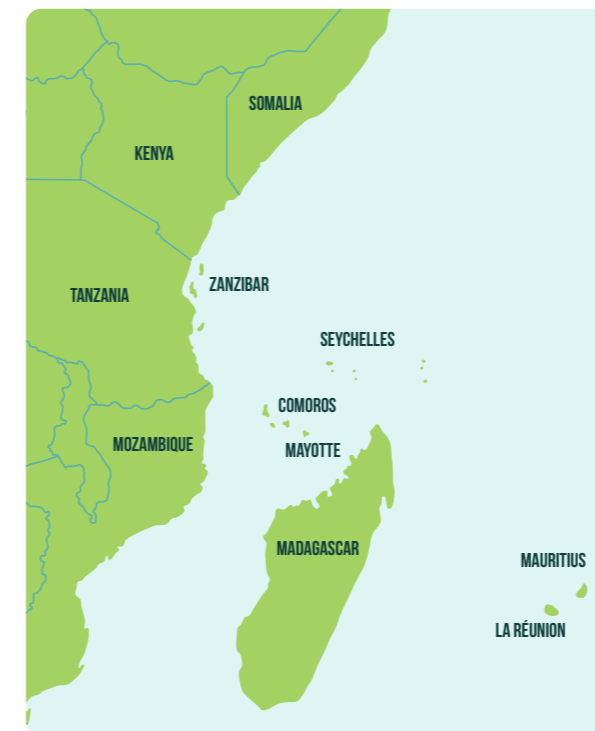 SOMALIA
KENYA
ZANZIBAR
TANZANIA
SEYCHELLES
COMOROS
MOZAMBIQUE
MAYOTTE
MADAGASCAR
MAURITIUS
LA RÉUNION